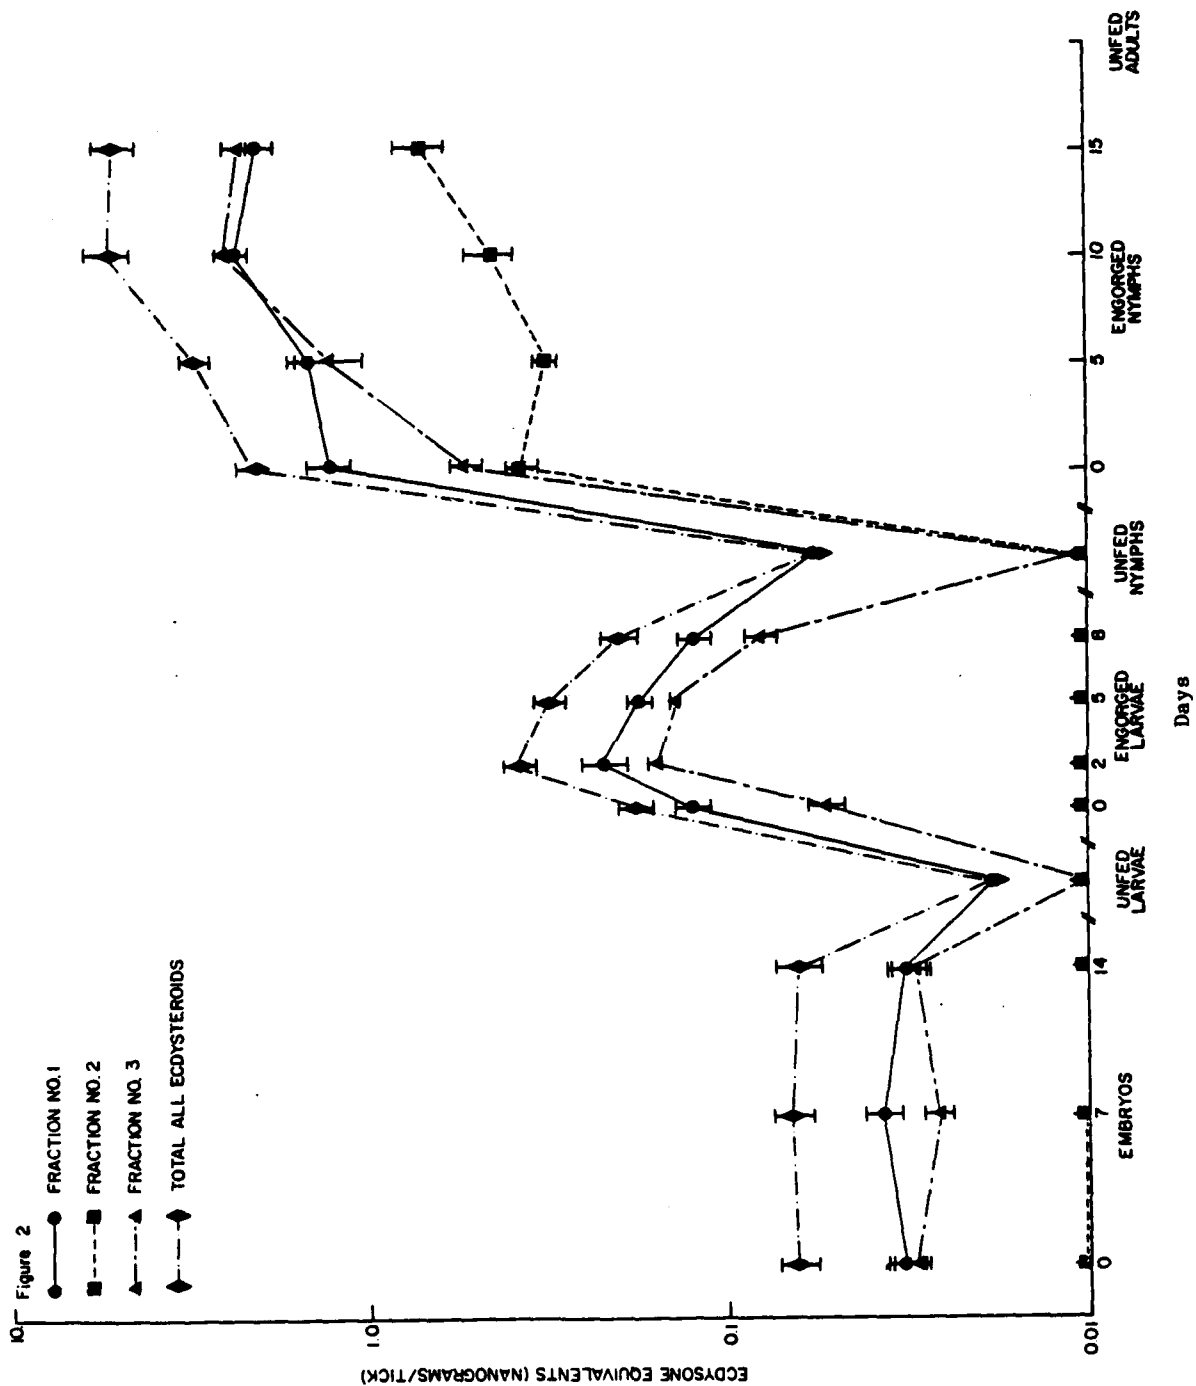 Figure 2
FRACTION NO. 1
FRACTION NO. 2
FRACTION NO. 3
TOTAL ALL ECDYSTEROIDS
ECDYSONE EQUIVALENTS (NANOGRAMS/TICK)
10.
1.0
0.1
0.01
0
7
14
0
2
5
8
0
5
10
15
EMBRYOS
UNFED
LARVAE
ENGORGED
LARVAE
UNFED
NYMPHS
ENGORGED
NYMPHS
UNFED
ADULTS
Days